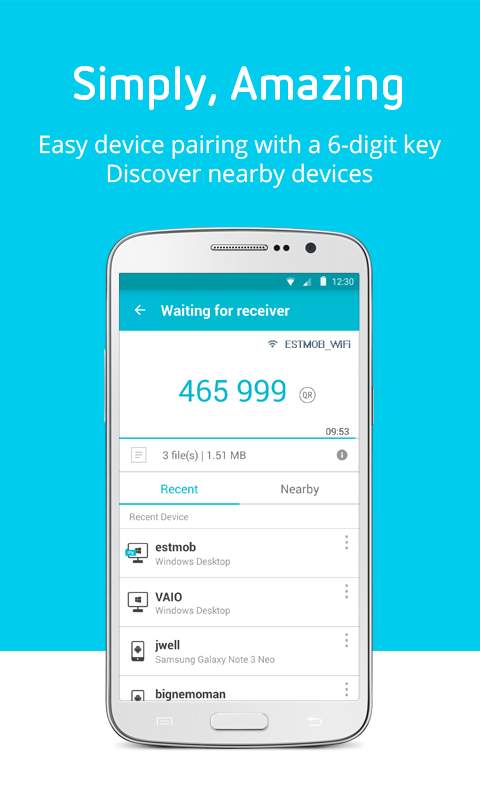 Simply, Amazing
Easy device pairing with a 6-digit key
Discover nearby devices
12:30
Waiting for receiver
ESTMOB_WiFi
465 999 QR
09:53
3 file(s) | 1.51 MB
Recent Nearby
Recent Device
estmob
Windows Desktop
VAIO
Windows Desktop
jwell
Samsung Galaxy Note 3 Neo
bignemoman